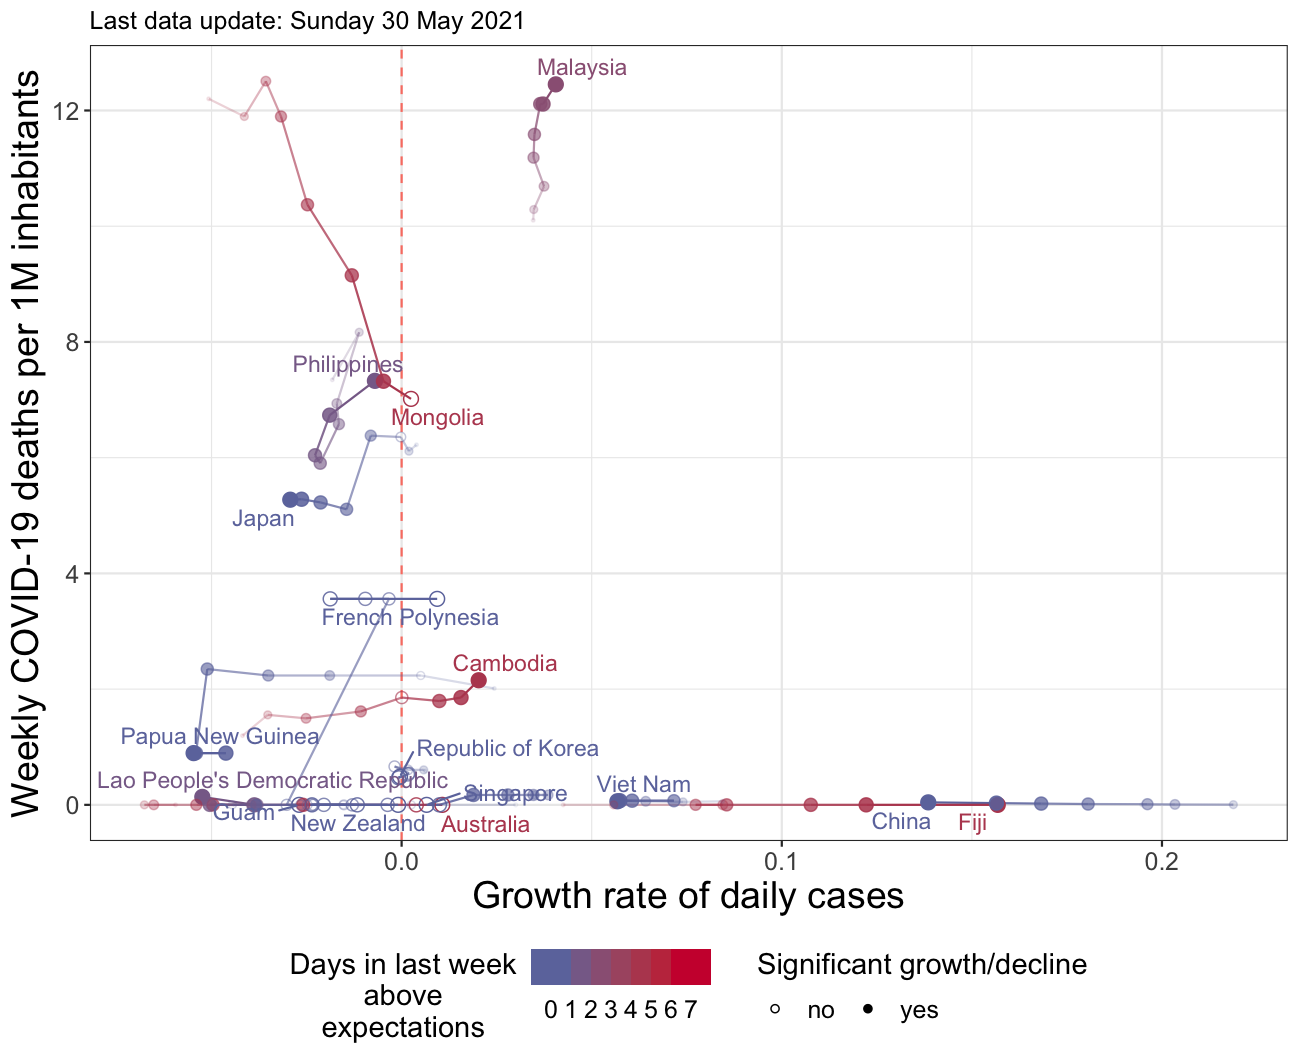 Last data update: Sunday 30 May 2021
Weekly COVID-19 deaths per 1M inhabitants
12
8
4
0
Malaysia
Philippines
Mongolia
Japan
French Polynesia
Cambodia
Papua New Guinea
Republic of Korea
Lao People's Democratic Republic
Singapore
Viet Nam
Guam
New Zealand
Australia
China
Fiji
0.0
0.1
0.2
Growth rate of daily cases
Days in last week
above
expectations
0 1 2 3 4 5 6 7
Significant growth/decline
no
yes